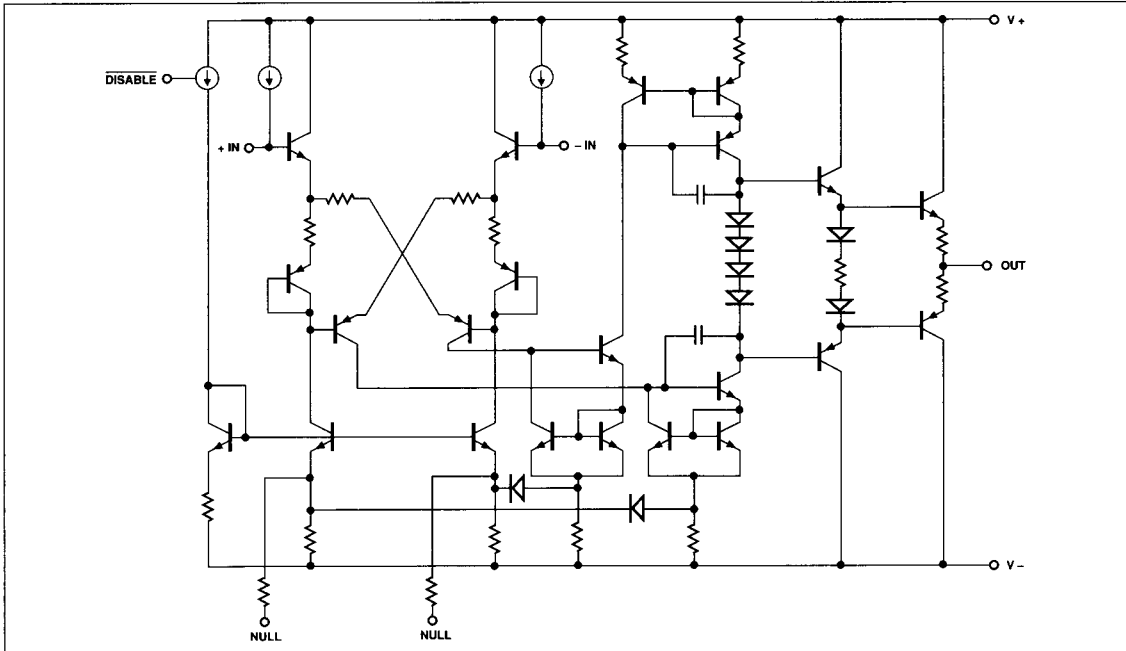 V+
DISABLE
+ IN
– IN
OUT
V–
NULL
NULL